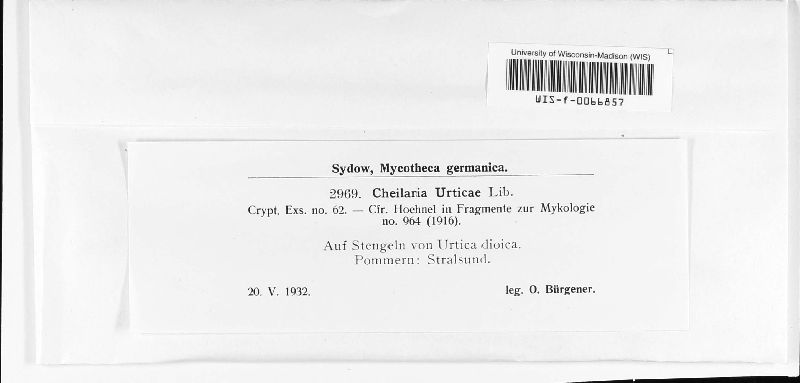 University of Wisconsin-Madison (WIS)
WIS-f-0066857
Sydow, Mycotheca germanica.
2969. Cheilaria Urticae Lib.
Crypt. Exs. no. 62. — Cfr. Hoehnel in Fragmente zur Mykologie
no. 964 (1916).
Auf Stengeln von Urtica dioica.
Pommern: Stralsund.
20. V. 1932.
leg. O. Bürgener.